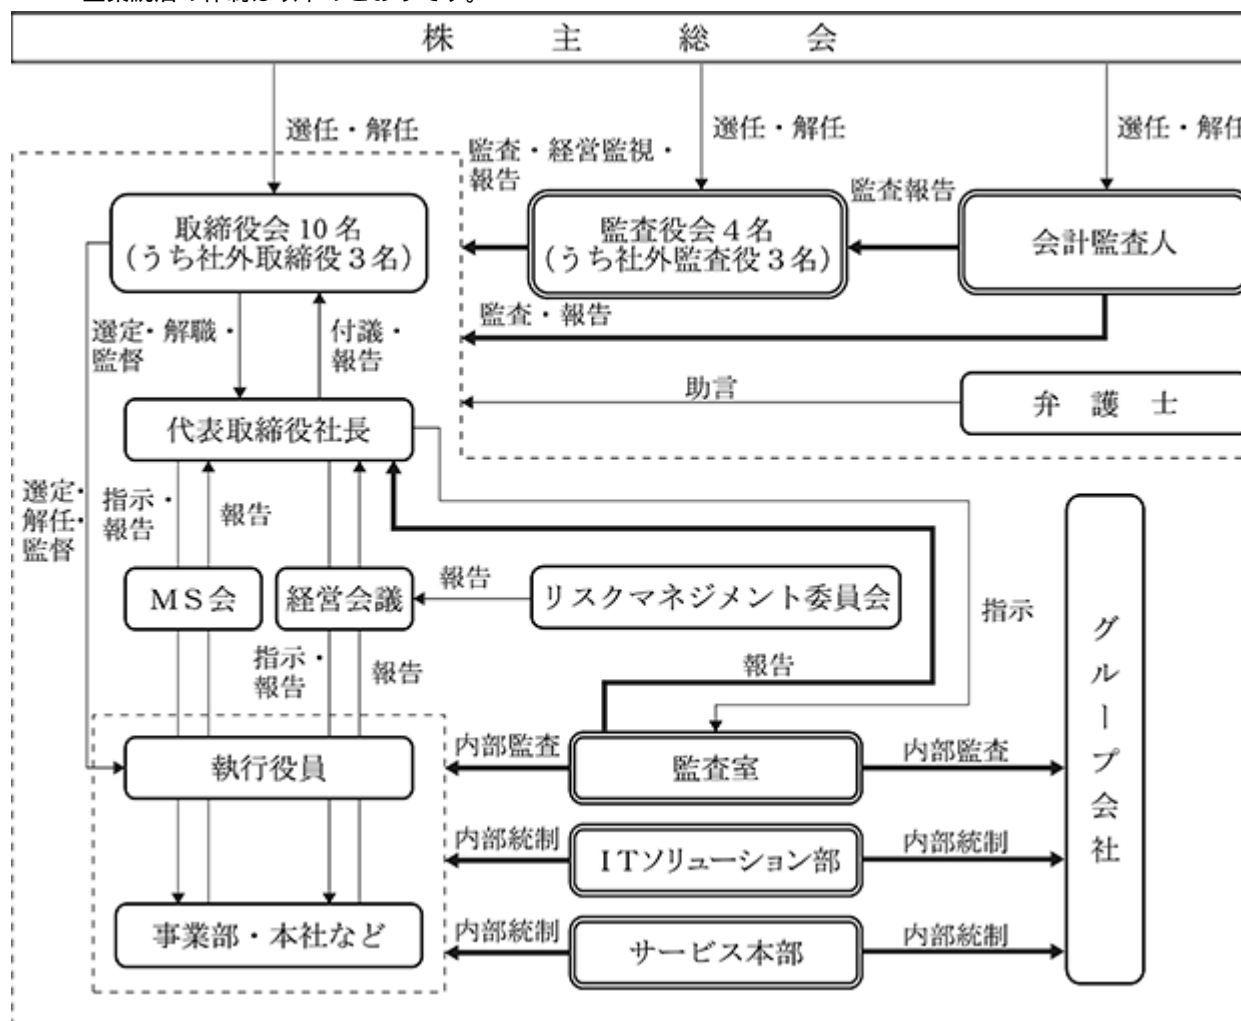 株主総会
選任・解任
選任・解任
選任・解任
監査・経営監視・
報告
監査報告
取締役会10名
（うち社外取締役３名）
監査役会４名
（うち社外監査役３名）
会計監査人
監査・報告
選定・解職・
監督
付議・
報告
助言
弁護士
代表取締役社長
選定・
解任・
監督
指示・
報告
報告
ＭＳ会
経営会議
報告
リスクマネジメント委員会
指示
指示・
報告
報告
報告
グループ会社
執行役員
内部監査
監査室
内部監査
内部統制
ＩＴソリューション部
内部統制
事業部・本社など
内部統制
サービス本部
内部統制